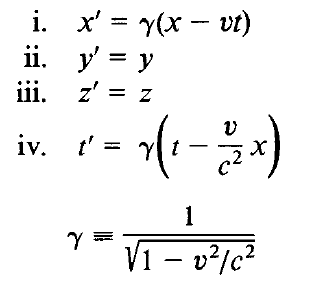 i. x′ = γ(x − vt)
ii. y′ = y
iii. z′ = z
iv. t′ = γ(t − v/c² x)
γ ≡ 1/√(1 − v²/c²)